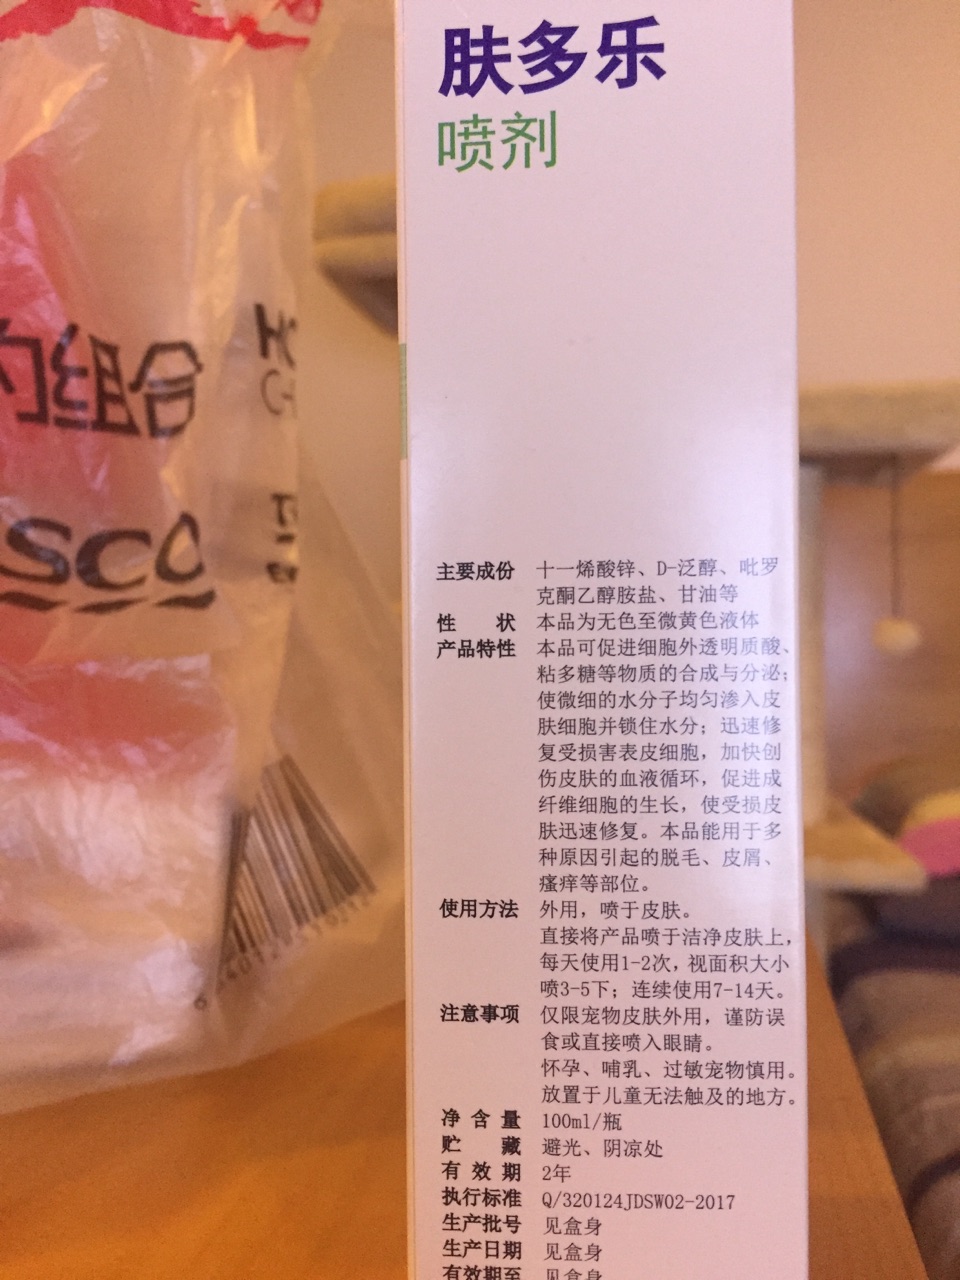 肤多乐
喷剂
的组合
SCO
主要成份 十一烯酸锌、D-泛醇、吡罗
克酮乙醇胺盐、甘油等
性 状 本品为无色至微黄色液体
产品特性 本品可促进细胞外透明质酸、
粘多糖等物质的合成与分泌；
使微细的水分子均匀渗入皮
肤细胞并锁住水分；迅速修
复受损害表皮细胞，加快创
伤皮肤的血液循环，促进成
纤维细胞的生长，使受损皮
肤迅速修复。本品能用于多
种原因引起的脱毛、皮屑、
瘙痒等部位。
使用方法 外用，喷于皮肤。
直接将产品喷于洁净皮肤上，
每天使用1-2次，视面积大小
喷3-5下；连续使用7-14天。
注意事项 仅限宠物皮肤外用，谨防误
食或直接喷入眼睛。
怀孕、哺乳、过敏宠物慎用。
放置于儿童无法触及的地方。
净含量 100ml/瓶
贮 藏 避光、阴凉处
有效期 2年
执行标准 Q/320124JDSW02-2017
生产批号 见盒身
生产日期 见盒身
有效期至 见盒身